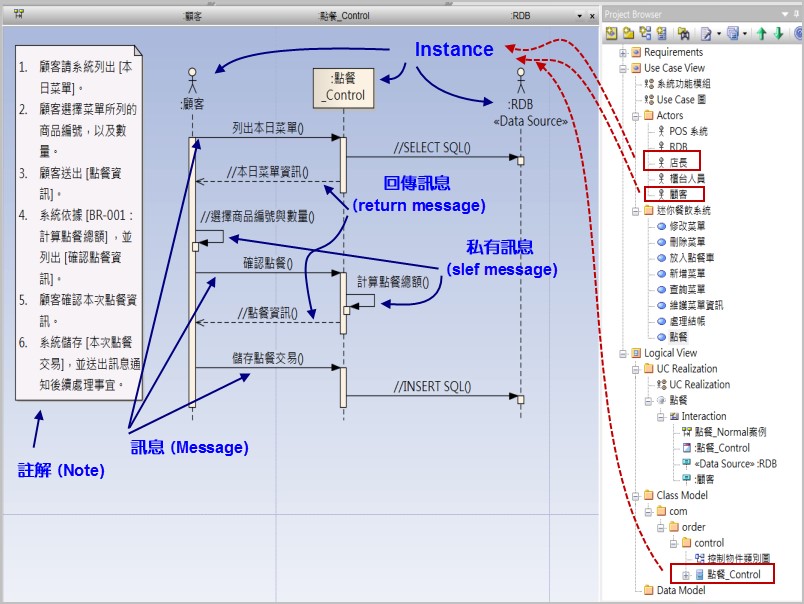 :顧客
:點餐_Control
:RDB
Project Browser
1. 顧客請系統列出 [本
日菜單]。
2. 顧客選擇菜單所列的
商品編號，以及數
量。
3. 顧客送出 [點餐資
訊]。
4. 系統依據 [BR-001：
計算點餐總額] ，並
列出 [確認點餐資
訊]。
5. 顧客確認本次點餐資
訊。
6. 系統儲存 [本次點餐
交易]，並送出訊息通
知後續處理事宜。
註解 (Note)
訊息 (Message)
Instance
:顧客
:點餐
_Control
:RDB
«Data Source»
列出本日菜單()
//SELECT SQL()
//本日菜單資訊()
回傳訊息
(return message)
//選擇商品編號與數量()
私有訊息
(slef message)
確認點餐()
計算點餐總額()
//點餐資訊()
儲存點餐交易()
//INSERT SQL()
Requirements
Use Case View
系統功能模組
Use Case 圖
Actors
POS 系統
RDB
店長
櫃台人員
顧客
迷你餐飲系統
修改菜單
刪除菜單
放入點餐車
新增菜單
查詢菜單
維護菜單資訊
處理結帳
點餐
Logical View
UC Realization
UC Realization
點餐
Interaction
點餐_Normal案例
:點餐_Control
«Data Source» :RDB
:顧客
Class Model
com
order
control
控制物件類別圖
點餐_Control
Data Model